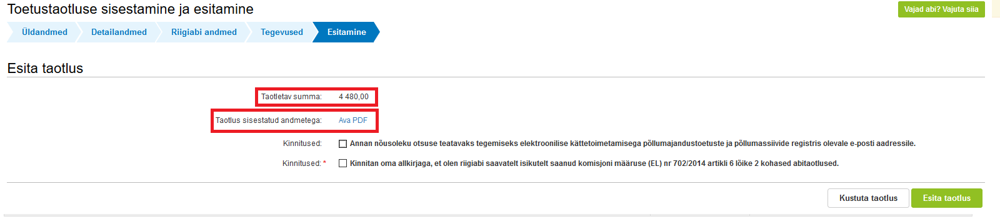 Toetustaotluse sisestamine ja esitamine
Vajad abi? Vajuta siia
Üldandmed
Detailandmed
Riigiabi andmed
Tegevused
Esitamine
Esita taotlus
Taotletav summa: 4 480,00
Taotlus sisestatud andmetega: Ava PDF
Kinnitused: Annan nõusoleku otsuse teatavaks tegemiseks elektroonilise kättetoimetamisega põllumajandustoetuste ja põllumassiivide registris olevale e-posti aadressile.
Kinnitused: * Kinnitan oma allkirjaga, et olen riigiabi saavatelt isikutelt saanud komisjoni määruse (EL) nr 702/2014 artikli 6 lõike 2 kohased abitaotlused.
Kustuta taotlus
Esita taotlus